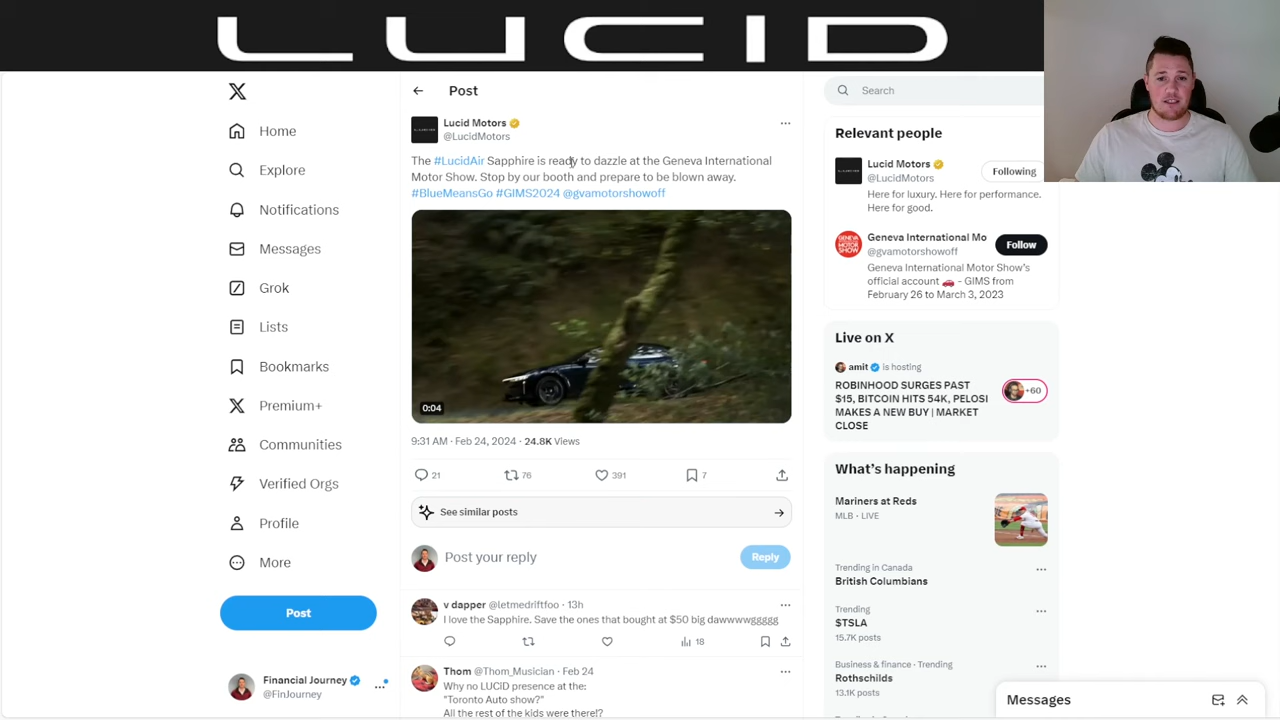 LUCID
Home
Explore
Notifications
Messages
Grok
Lists
Bookmarks
Premium+
Communities
Verified Orgs
Profile
More
Post
Financial Journey
@FinJourney
Post
Lucid Motors
@LucidMotors
The #LucidAir Sapphire is ready to dazzle at the Geneva International
Motor Show. Stop by our booth and prepare to be blown away.
#BlueMeansGo #GIMS2024 @gvamotorshowoff
0:04
9:31 AM · Feb 24, 2024 · 24.8K Views
21 76 391 7
See similar posts
Post your reply
Reply
v dapper @letmedriftfoo · 13h
I love the Sapphire. Save the ones that bought at $50 big dawwwwggggg
18
Thom @Thom_Musician · Feb 24
Why no LUCID presence at the:
"Toronto Auto show?"
All the rest of the kids were there!?
Search
Relevant people
Lucid Motors
@LucidMotors
Following
Here for luxury. Here for performance.
Here for good.
Geneva International Mo
@gvamotorshowoff
Follow
Geneva International Motor Show's
official account 🚗 - GIMS from
February 26 to March 3, 2023
Live on X
amit is hosting
ROBINHOOD SURGES PAST
$15, BITCOIN HITS 54K, PELOSI
MAKES A NEW BUY | MARKET
CLOSE
+60
What's happening
Mariners at Reds
MLB · LIVE
Trending in Canada
British Columbians
Trending
$TSLA
15.7K posts
Business & finance · Trending
Rothschilds
13.1K posts
Messages